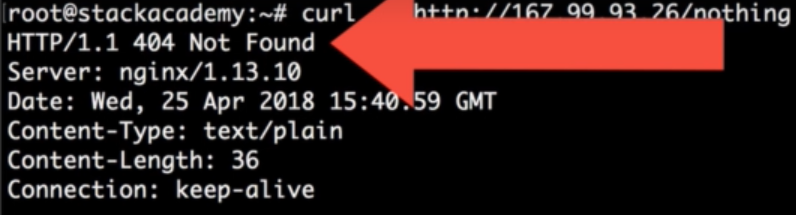 root@stackacademy:~# curl http://167.99.93.26/nothing
HTTP/1.1 404 Not Found
Server: nginx/1.13.10
Date: Wed, 25 Apr 2018 15:40:59 GMT
Content-Type: text/plain
Content-Length: 36
Connection: keep-alive